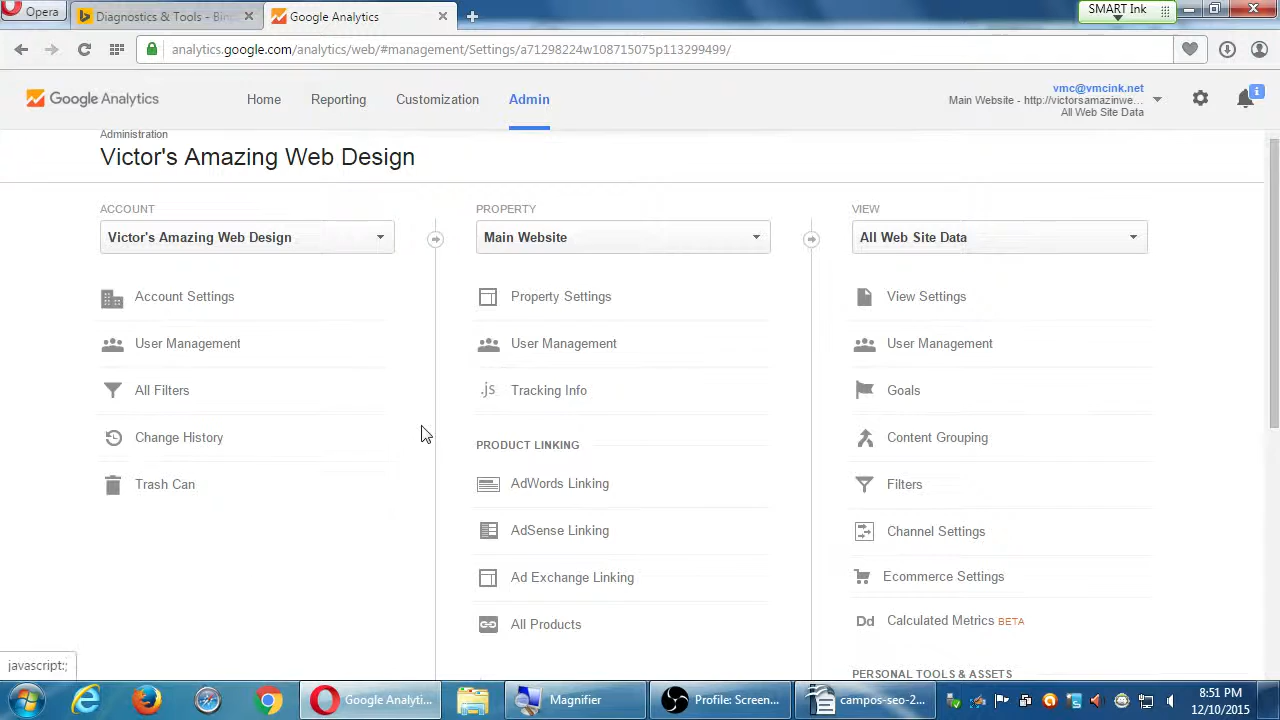 Opera
Diagnostics & Tools - Bin
Google Analytics
SMART Ink
analytics.google.com/analytics/web/#management/Settings/a71298224w108715075p113299499/
Google Analytics
Home
Reporting
Customization
Admin
vmc@vmcink.net
Main Website - http://victorsamazinwe...
All Web Site Data
Administration
Victor's Amazing Web Design
ACCOUNT
Victor's Amazing Web Design
Account Settings
User Management
All Filters
Change History
Trash Can
PROPERTY
Main Website
Property Settings
User Management
.js
Tracking Info
PRODUCT LINKING
AdWords Linking
AdSense Linking
Ad Exchange Linking
All Products
VIEW
All Web Site Data
View Settings
User Management
Goals
Content Grouping
Filters
Channel Settings
Ecommerce Settings
Dd
Calculated Metrics BETA
PERSONAL TOOLS & ASSETS
javascript:;
Google Analyti...
Magnifier
Profile: Screen...
campos-seo-2...
8:51 PM
12/10/2015